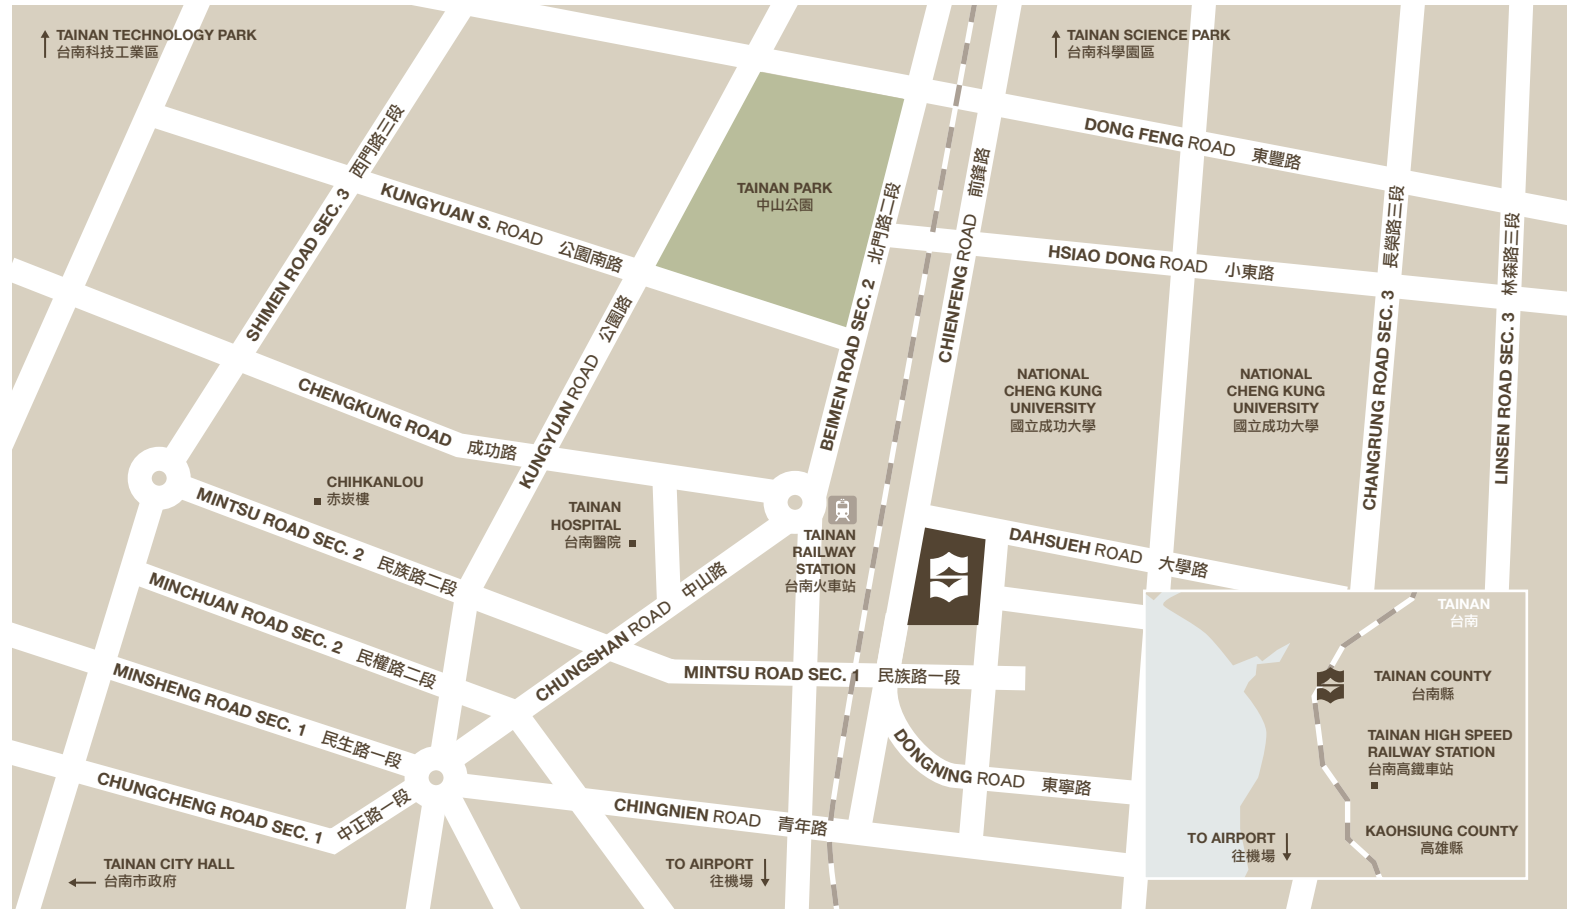 TAINAN TECHNOLOGY PARK
台南科技工業區
TAINAN SCIENCE PARK
台南科學園區
DONG FENG ROAD 東豐路
SHIMEN ROAD SEC. 3 西門路三段
KUNGYUAN S. ROAD 公園南路
TAINAN PARK
中山公園
BEIMEN ROAD SEC. 2 北門路二段
CHIENFENG ROAD 前鋒路
HSIAO DONG ROAD 小東路
CHANGRUNG ROAD SEC. 3 長榮路三段
LINSEN ROAD SEC. 3 林森路三段
KUNGYUAN ROAD 公園路
CHENGKUNG ROAD 成功路
NATIONAL
CHENG KUNG
UNIVERSITY
國立成功大學
NATIONAL
CHENG KUNG
UNIVERSITY
國立成功大學
CHIHKANLOU
赤崁樓
MINTSU ROAD SEC. 2 民族路二段
TAINAN
HOSPITAL
台南醫院
TAINAN
RAILWAY
STATION
台南火車站
DAHSUEH ROAD 大學路
MINCHUAN ROAD SEC. 2 民權路二段
CHUNGSHAN ROAD 中山路
MINTSU ROAD SEC. 1 民族路一段
MINSHENG ROAD SEC. 1 民生路一段
DONGNING ROAD 東寧路
CHUNGCHENG ROAD SEC. 1 中正路一段
CHINGNIEN ROAD 青年路
TAINAN CITY HALL
台南市政府
TO AIRPORT
往機場
TAINAN
台南
TAINAN COUNTY
台南縣
TAINAN HIGH SPEED
RAILWAY STATION
台南高鐵車站
TO AIRPORT
往機場
KAOHSIUNG COUNTY
高雄縣